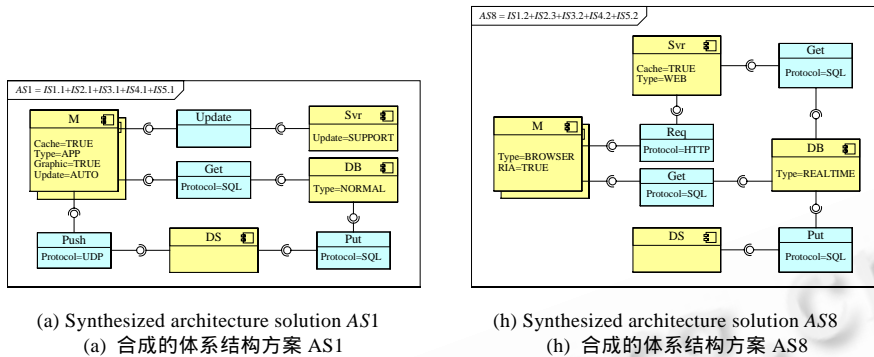 AS1 = IS1.1+IS2.1+IS3.1+IS4.1+IS5.1
M
Cache=TRUE
Type=APP
Graphic=TRUE
Update=AUTO
Update
Svr
Update=SUPPORT
Get
Protocol=SQL
DB
Type=NORMAL
Push
Protocol=UDP
DS
Put
Protocol=SQL
(a) Synthesized architecture solution AS1
(a) 合成的体系结构方案 AS1
AS8 = IS1.2+IS2.3+IS3.2+IS4.2+IS5.2
Svr
Cache=TRUE
Type=WEB
Get
Protocol=SQL
M
Type=BROWSER
RIA=TRUE
Req
Protocol=HTTP
Get
Protocol=SQL
DB
Type=REALTIME
DS
Put
Protocol=SQL
(h) Synthesized architecture solution AS8
(h) 合成的体系结构方案 AS8